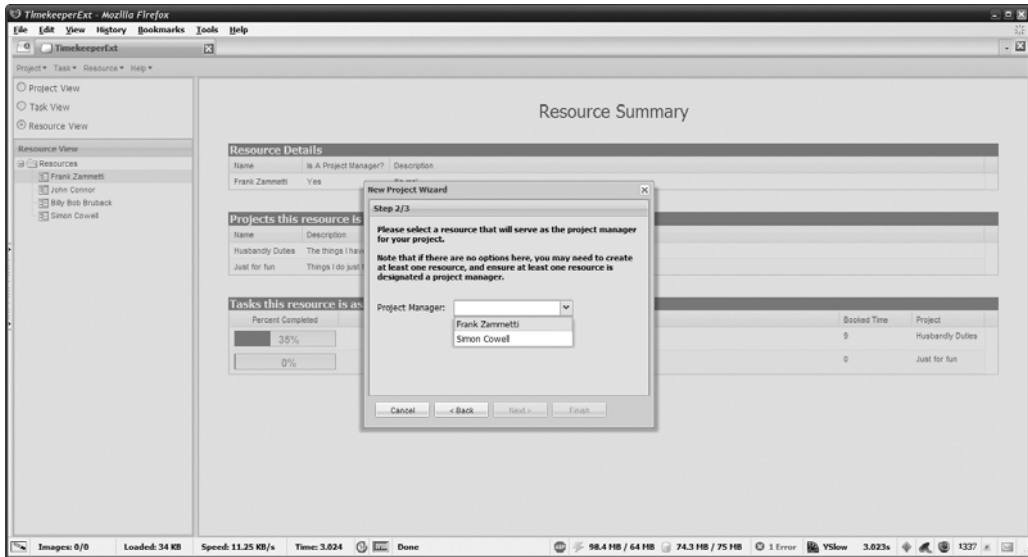 TimekeeperExt - Mozilla Firefox
File Edit View History Bookmarks Tools Help
TimekeeperExt
Project Task Resource Help
Project View
Task View
Resource View
Resource View
Resources
Frank Zammetti
John Connor
Billy Bob Bruback
Simon Cowell
Resource Summary
Resource Details
Name Is A Project Manager? Description
Frank Zammetti Yes
Projects this resource is
Name Description
Husbandly Duties The things I have
Just for fun Things I do just
Tasks this resource is as
Percent Completed Booked Time Project
35% 9 Husbandly Duties
0% 0 Just for fun
New Project Wizard
Step 2/3
Please select a resource that will serve as the project manager
for your project.
Note that if there are no options here, you may need to create
at least one resource, and ensure at least one resource is
designated a project manager.
Project Manager:
Frank Zammetti
Simon Cowell
Cancel < Back Next > Finish
Images: 0/0 Loaded: 34 KB Speed: 11.25 KB/s Time: 3.024 Done 98.4 MB / 64 MB 74.3 MB / 75 MB 1 Error YSlow 3.023s 1337